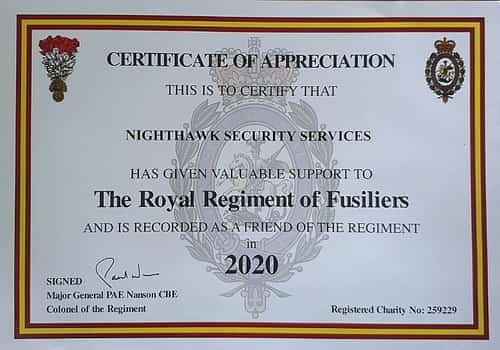 CERTIFICATE OF APPRECIATION
THIS IS TO CERTIFY THAT
NIGHTHAWK SECURITY SERVICES
HAS GIVEN VALUABLE SUPPORT TO
The Royal Regiment of Fusiliers
AND IS RECORDED AS A FRIEND OF THE REGIMENT
in
2020
SIGNED
Major General PAE Nanson CBE
Colonel of the Regiment
Registered Charity No: 259229